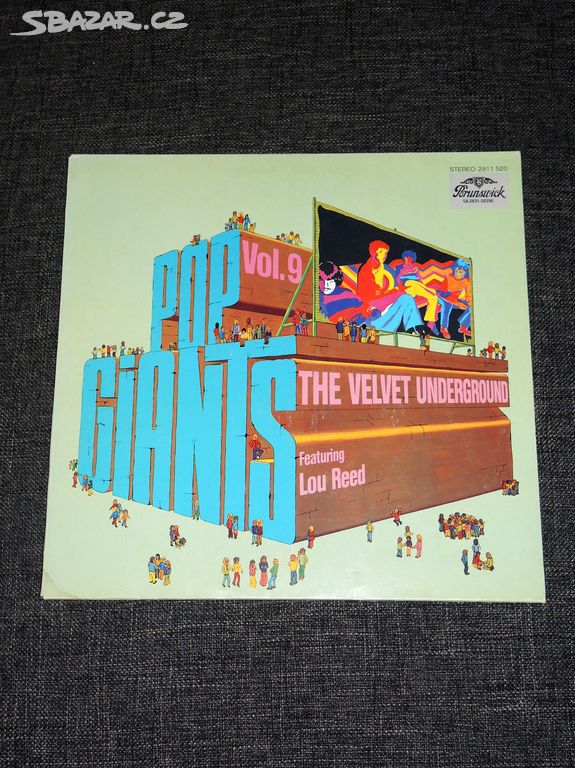 SBAZAR.CZ
STEREO 2911 520
Brunswick
SILBER-SERIE
POP
Vol.9
GIANTS
THE VELVET UNDERGROUND
Featuring
Lou Reed